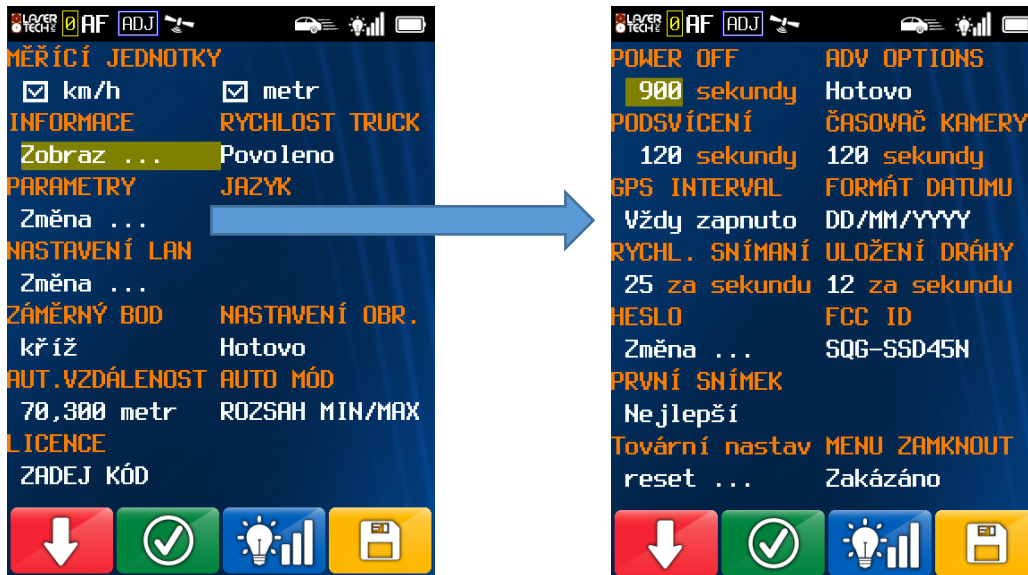 LASER TECH 0 AF ADJ
MĚŘÍCÍ JEDNOTKY
km/h metr
INFORMACE RYCHLOST TRUCK
Zobraz ... Povoleno
PARAMETRY JAZYK
Změna ...
NASTAVENÍ LAN
Změna ...
ZÁMĚRNÝ BOD NASTAVENÍ OBR.
kříž Hotovo
AUT.VZDÁLENOST AUTO MÓD
70,300 metr ROZSAH MIN/MAX
LICENCE
ZADEJ KÓD
LASER TECH 0 AF ADJ
POWER OFF ADV OPTIONS
900 sekundy Hotovo
PODSVÍCENÍ ČASOVAČ KAMERY
120 sekundy 120 sekundy
GPS INTERVAL FORMÁT DATUMU
Vždy zapnuto DD/MM/YYYY
RYCHL. SNÍMANÍ ULOŽENÍ DRÁHY
25 za sekundu 12 za sekundu
HESLO FCC ID
Změna ... SQG-SSD45N
PRVNÍ SNÍMEK
Nejlepší
Tovární nastav MENU ZAMKNOUT
reset ... Zakázáno